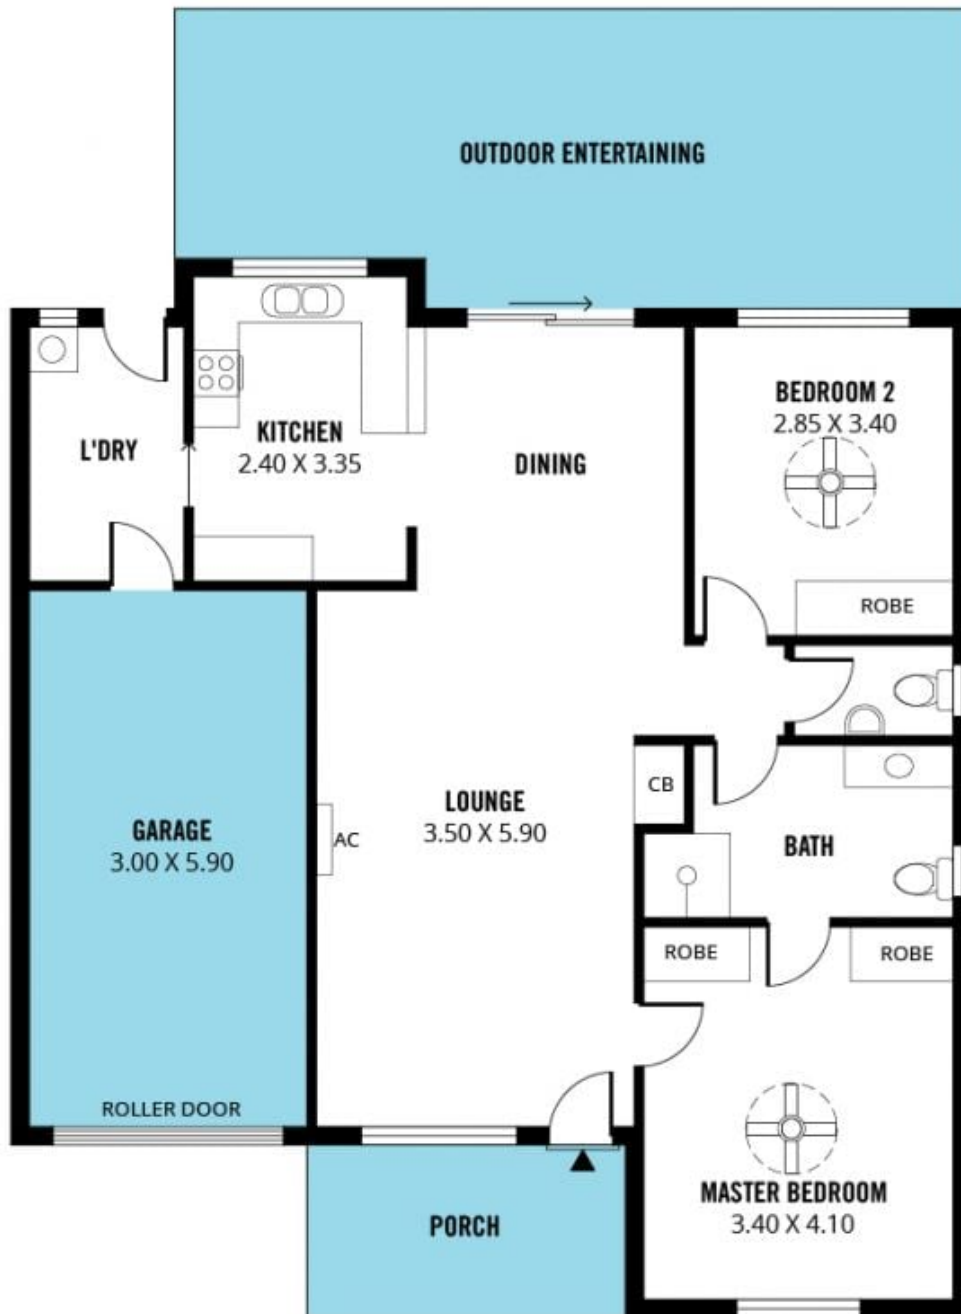 OUTDOOR ENTERTAINING
BEDROOM 2
2.85 X 3.40
KITCHEN
2.40 X 3.35
L'DRY
DINING
ROBE
CB
LOUNGE
3.50 X 5.90
GARAGE
3.00 X 5.90
AC
BATH
ROBE
ROBE
ROLLER DOOR
MASTER BEDROOM
3.40 X 4.10
PORCH